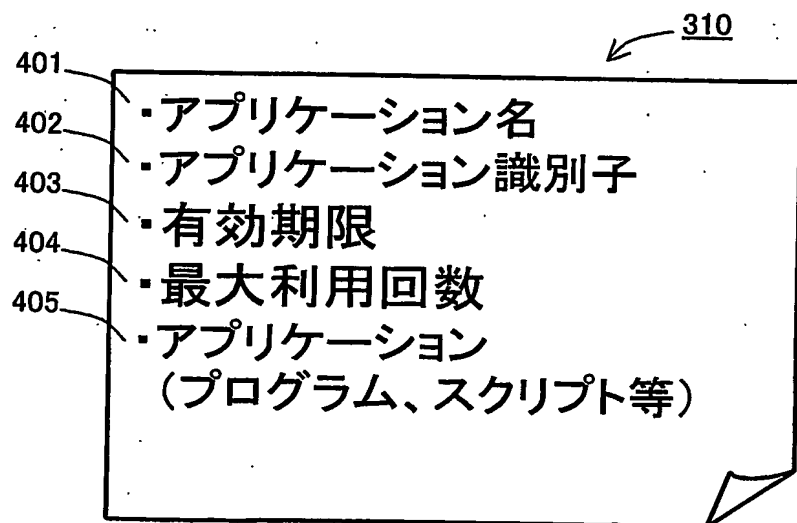 310
401 ・アプリケーション名
402 ・アプリケーション識別子
403 ・有効期限
404 ・最大利用回数
405 ・アプリケーション
（プログラム、スクリプト等）